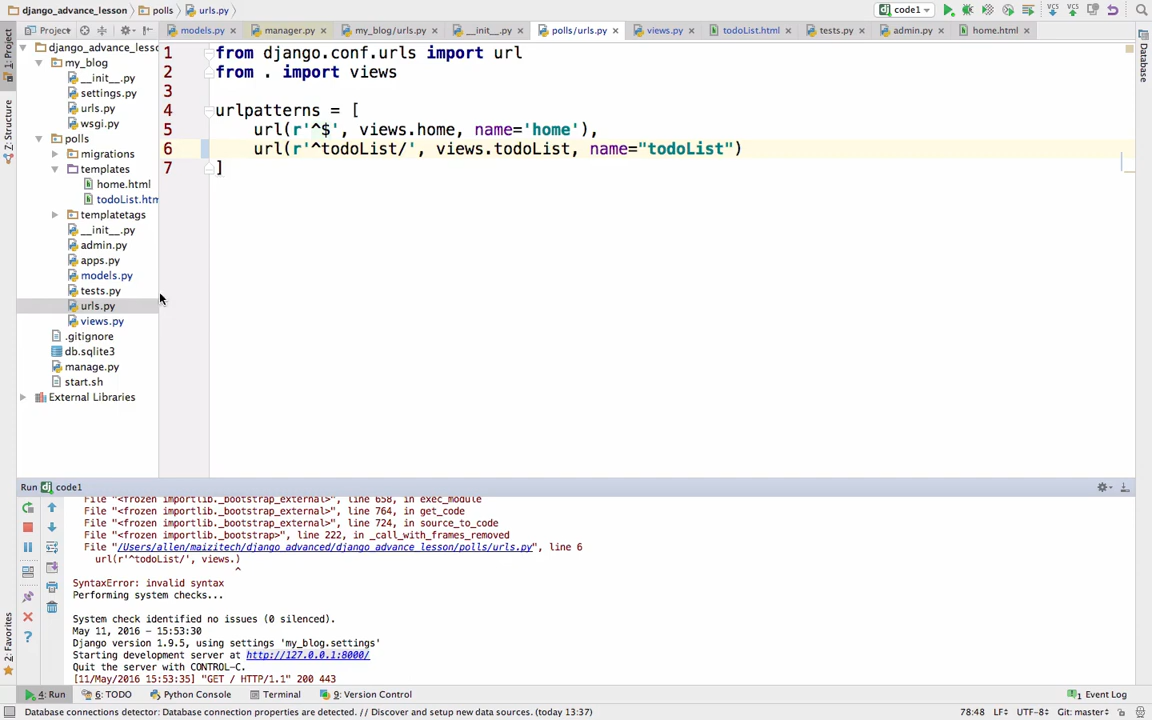 django_advance_lesson polls urls.py code1
Project models.py manager.py my_blog/urls.py __init__.py polls/urls.py views.py todoList.html tests.py admin.py home.html
1: Project
Z: Structure
2: Favorites
Database
django_advance_lesso
my_blog
__init__.py
settings.py
urls.py
wsgi.py
polls
migrations
templates
home.html
todoList.htm
templatetags
__init__.py
admin.py
apps.py
models.py
tests.py
urls.py
views.py
.gitignore
db.sqlite3
manage.py
start.sh
External Libraries
1 from django.conf.urls import url
2 from . import views
3
4 urlpatterns = [
5 url(r'^$', views.home, name='home'),
6 url(r'^todoList/', views.todoList, name="todoList")
7 ]
Run code1
File "<frozen importlib._bootstrap_external>", line 658, in exec_module
File "<frozen importlib._bootstrap_external>", line 764, in get_code
File "<frozen importlib._bootstrap_external>", line 724, in source_to_code
File "<frozen importlib._bootstrap>", line 222, in _call_with_frames_removed
File "/Users/allen/maizitech/django_advanced/django_advance_lesson/polls/urls.py", line 6
url(r'^todoList/', views.)
^
SyntaxError: invalid syntax
Performing system checks...
System check identified no issues (0 silenced).
May 11, 2016 - 15:53:30
Django version 1.9.5, using settings 'my_blog.settings'
Starting development server at http://127.0.0.1:8000/
Quit the server with CONTROL-C.
[11/May/2016 15:53:35] "GET / HTTP/1.1" 200 443
4: Run 6: TODO Python Console Terminal 9: Version Control 1 Event Log
Database connections detector: Database connection properties are detected. // Discover and setup new data sources. (today 13:37) 78:48 LF÷ UTF-8÷ Git: master÷